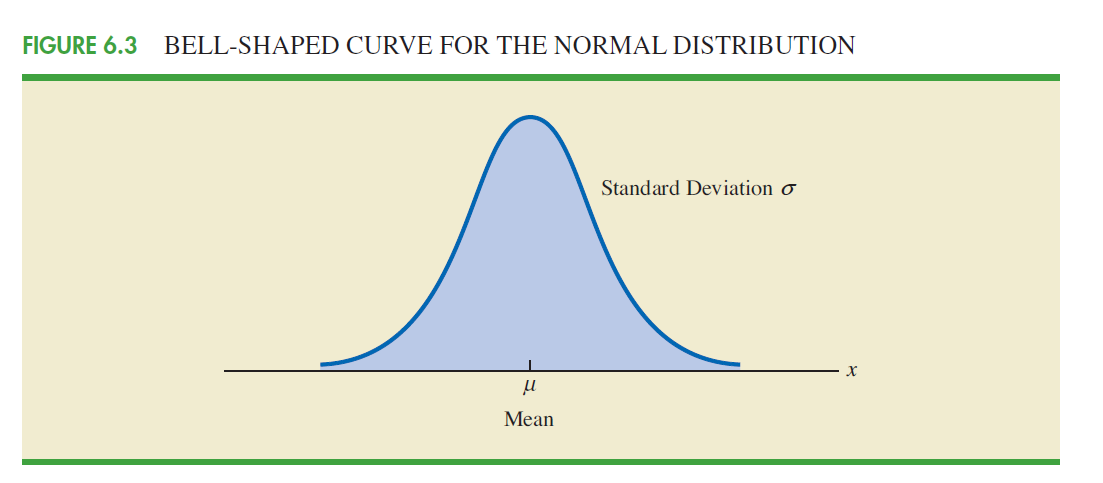 FIGURE 6.3 BELL-SHAPED CURVE FOR THE NORMAL DISTRIBUTION
Standard Deviation σ
x
μ
Mean